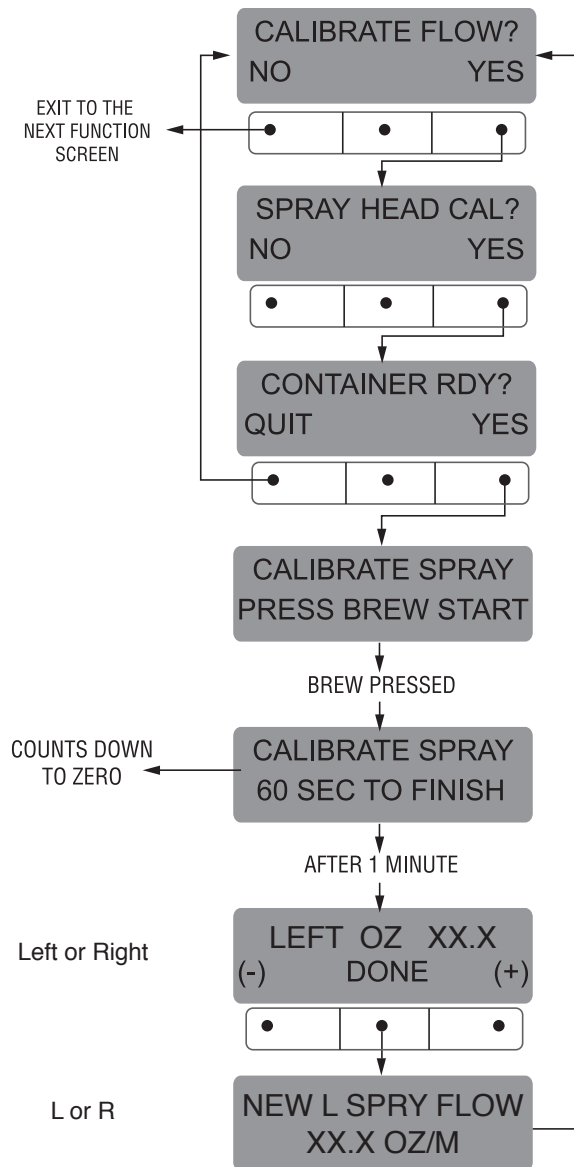 CALIBRATE FLOW?
NO YES
EXIT TO THE
NEXT FUNCTION
SCREEN
SPRAY HEAD CAL?
NO YES
CONTAINER RDY?
QUIT YES
CALIBRATE SPRAY
PRESS BREW START
BREW PRESSED
COUNTS DOWN
TO ZERO
CALIBRATE SPRAY
60 SEC TO FINISH
AFTER 1 MINUTE
Left or Right
LEFT OZ XX.X
(-) DONE (+)
L or R
NEW L SPRY FLOW
XX.X OZ/M